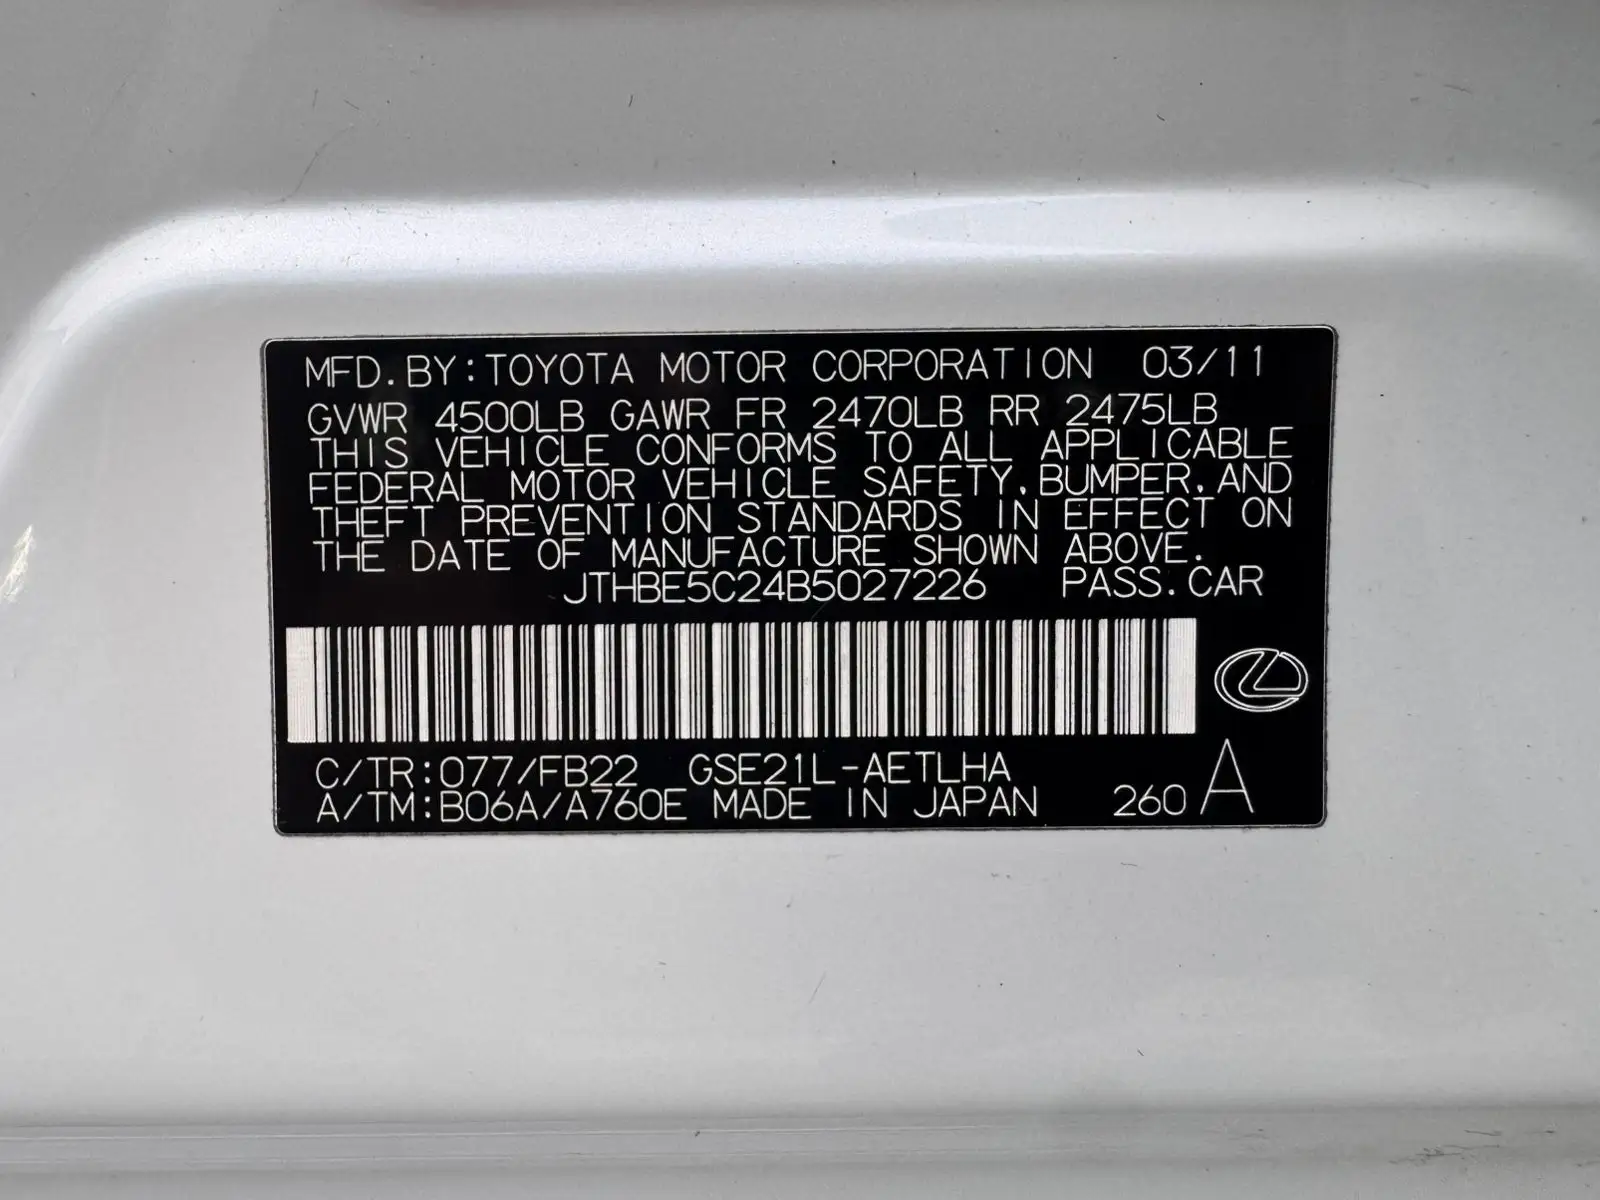 MFD.BY:TOYOTA MOTOR CORPORATION 03/11
GVWR 4500LB GAWR FR 2470LB RR 2475LB
THIS VEHICLE CONFORMS TO ALL APPLICABLE
FEDERAL MOTOR VEHICLE SAFETY,BUMPER,AND
THEFT PREVENTION STANDARDS IN EFFECT ON
THE DATE OF MANUFACTURE SHOWN ABOVE.
JTHBE5C24B5027226 PASS.CAR
C/TR:077/FB22 GSE21L-AETLHA
A/TM:B06A/A760E MADE IN JAPAN 260 A